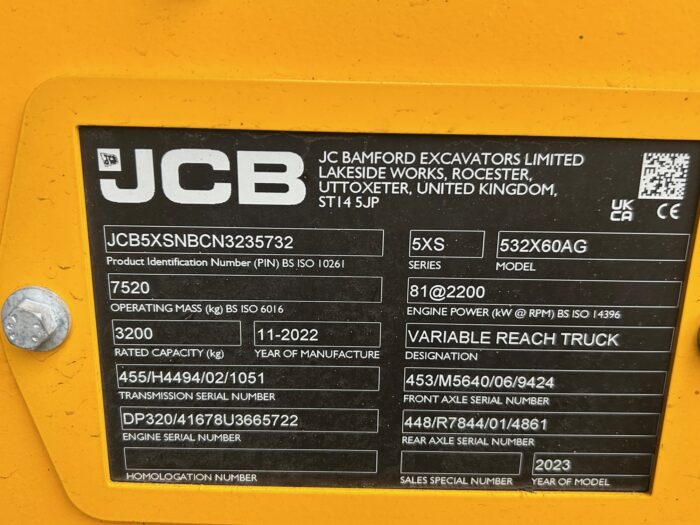 JCB
JC BAMFORD EXCAVATORS LIMITED
LAKESIDE WORKS, ROCESTER,
UTTOXETER, UNITED KINGDOM,
ST14 5JP
UK
CA CE
JCB5XSNBCN3235732 5XS 532X60AG
Product Identification Number (PIN) BS ISO 10261 SERIES MODEL
7520 81@2200
OPERATING MASS (kg) BS ISO 6016 ENGINE POWER (kW @ RPM) BS ISO 14396
3200 11-2022 VARIABLE REACH TRUCK
RATED CAPACITY (kg) YEAR OF MANUFACTURE DESIGNATION
455/H4494/02/1051 453/M5640/06/9424
TRANSMISSION SERIAL NUMBER FRONT AXLE SERIAL NUMBER
DP320/41678U3665722 448/R7844/01/4861
ENGINE SERIAL NUMBER REAR AXLE SERIAL NUMBER
2023
HOMOLOGATION NUMBER SALES SPECIAL NUMBER YEAR OF MODEL